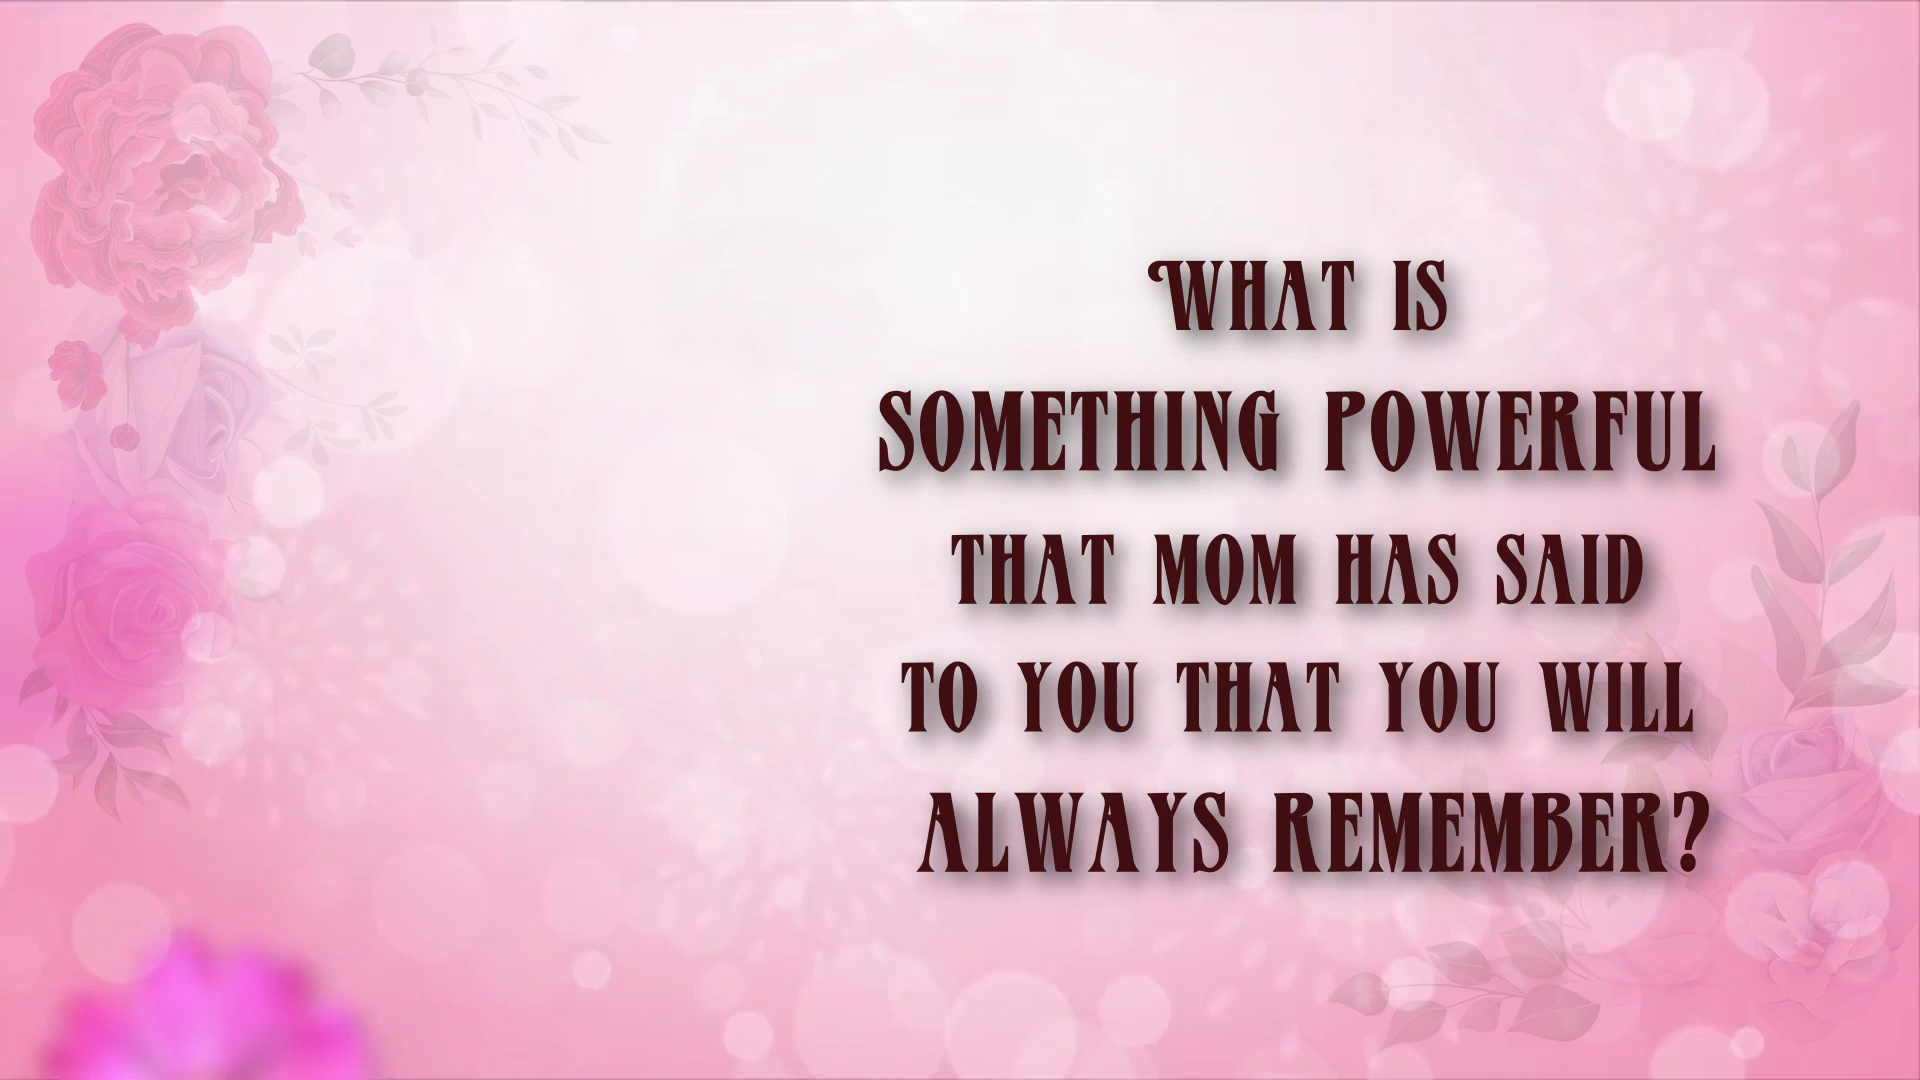 WHAT IS
SOMETHING POWERFUL
THAT MOM HAS SAID
TO YOU THAT YOU WILL
ALWAYS REMEMBER?